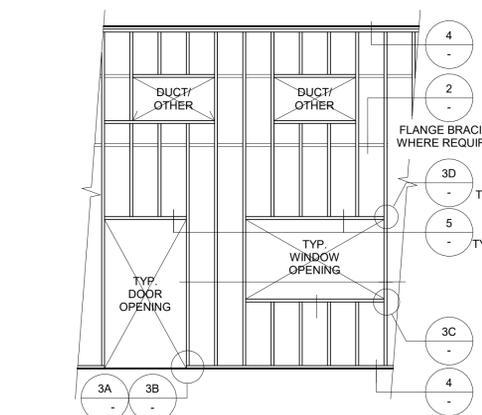 4
-
DUCT/
OTHER
DUCT/
OTHER
2
-
FLANGE BRACI
WHERE REQUIR
3D
-
T
5
-
TY
TYP.
WINDOW
OPENING
TYP.
DOOR
OPENING
3C
-
3A
-
3B
-
4
-